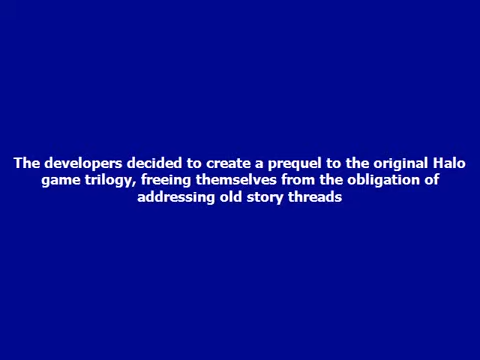 The developers decided to create a prequel to the original Halo
game trilogy, freeing themselves from the obligation of
addressing old story threads